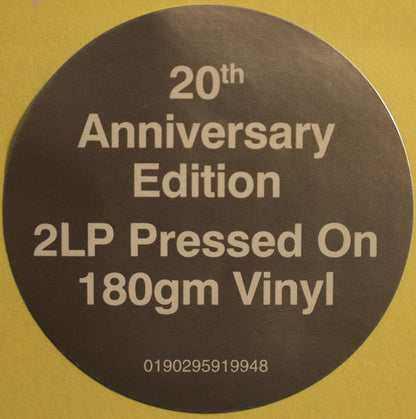 20th
Anniversary
Edition
2LP Pressed On
180gm Vinyl
0190295919948